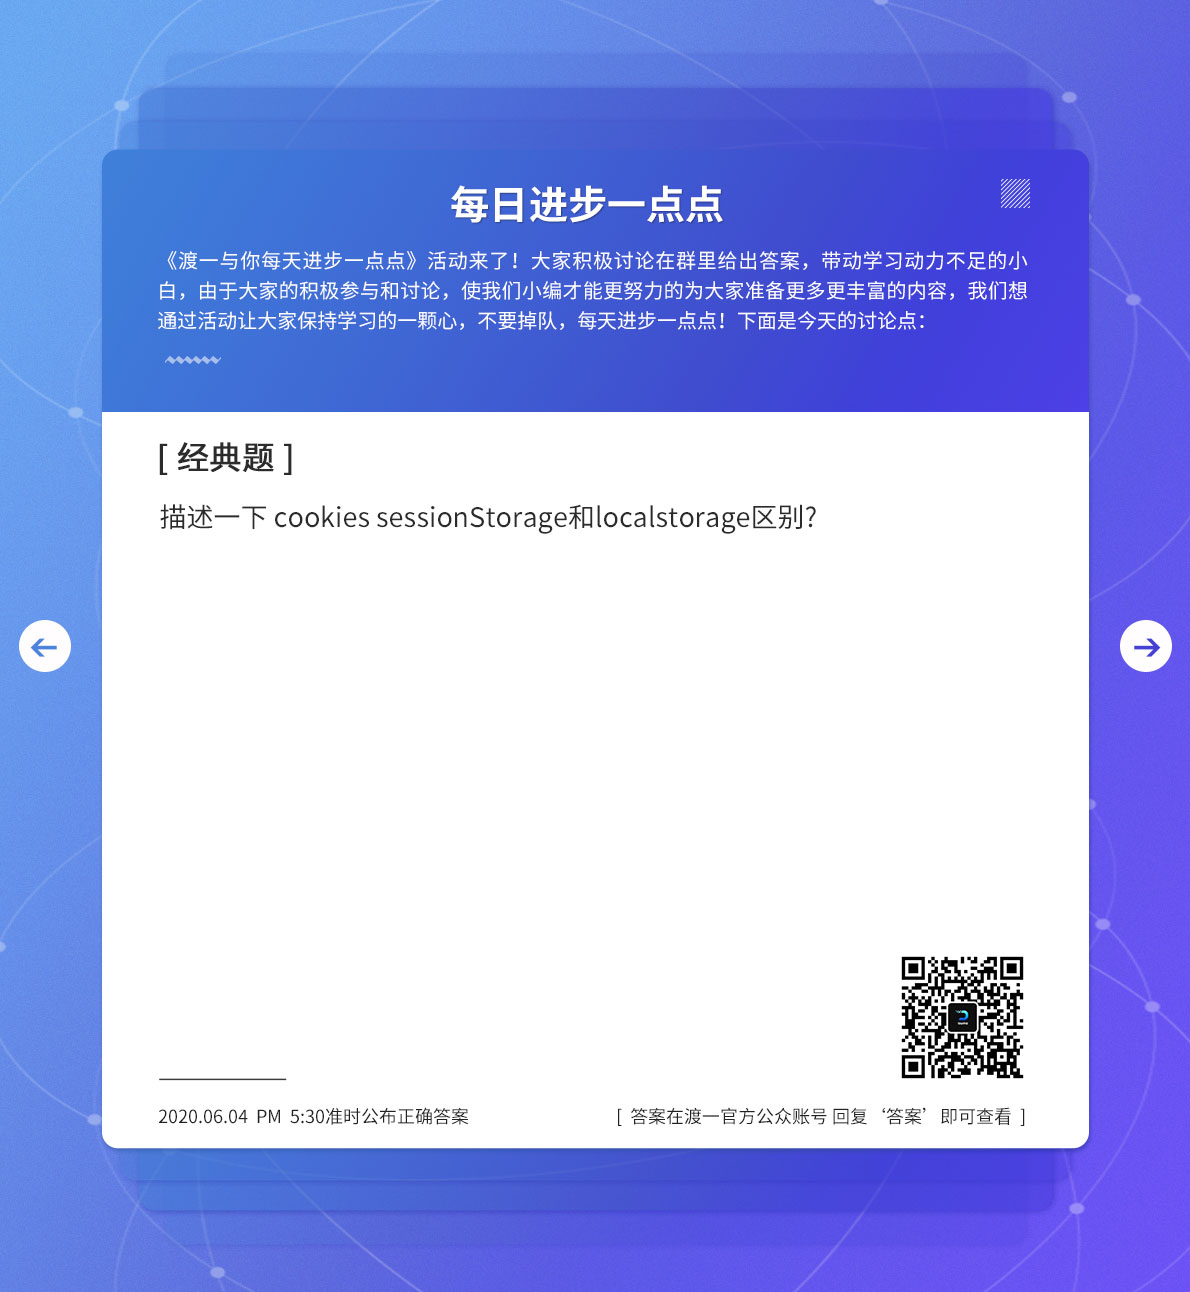 每日进步一点点
《渡一与你每天进步一点点》活动来了！大家积极讨论在群里给出答案，带动学习动力不足的小
白，由于大家的积极参与和讨论，使我们小编才能更努力的为大家准备更多更丰富的内容，我们想
通过活动让大家保持学习的一颗心，不要掉队，每天进步一点点！下面是今天的讨论点：
[ 经典题 ]
描述一下 cookies sessionStorage和localstorage区别?
2020.06.04 PM 5:30准时公布正确答案
[ 答案在渡一官方公众账号 回复 ‘答案’ 即可查看 ]